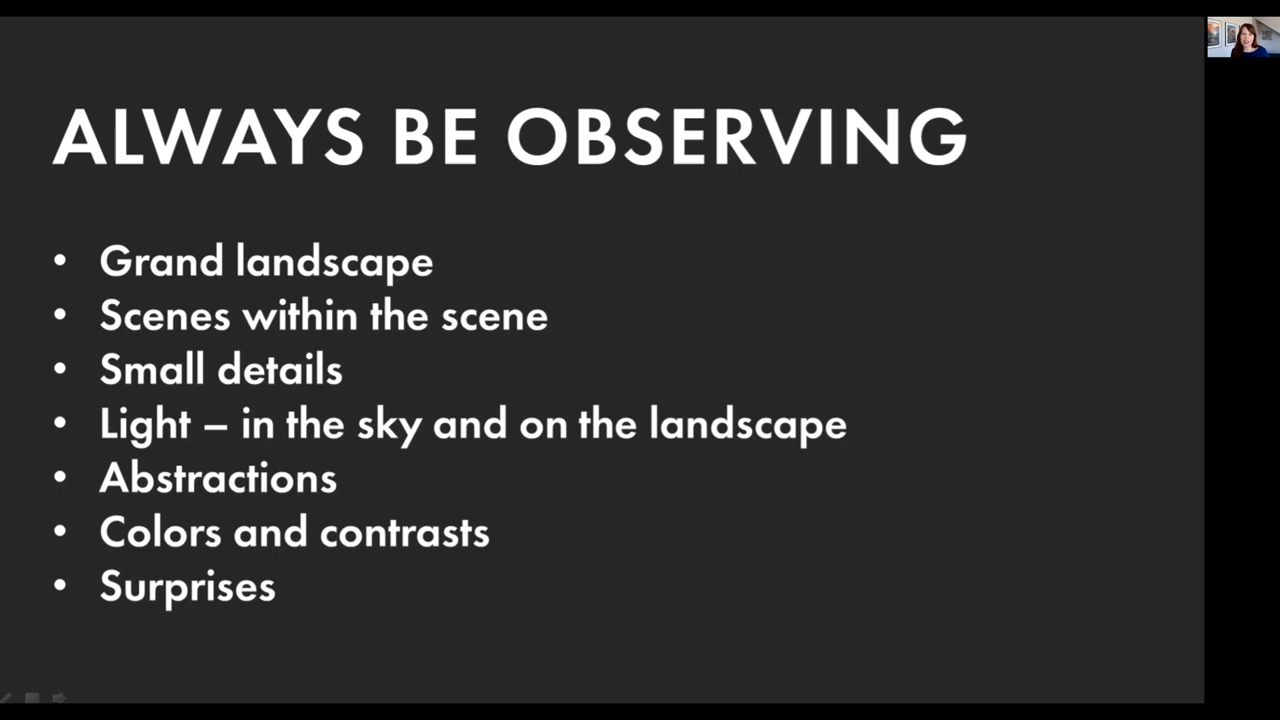 ALWAYS BE OBSERVING
• Grand landscape
• Scenes within the scene
• Small details
• Light – in the sky and on the landscape
• Abstractions
• Colors and contrasts
• Surprises